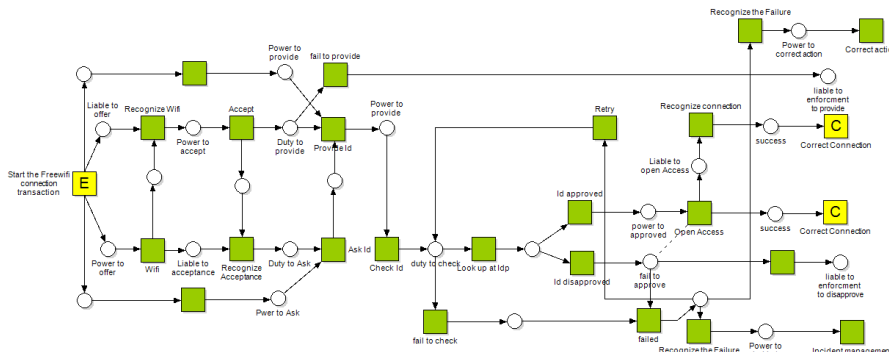 Recognize the Failure
Power to
correct action
Correct acti
Power to
provide
fail to provide
liable to
enforcment
to provide
Liable to
offer
Recognize Wifi
Accept
Power to
provide
Retry
Recognize connection
Power to
accept
Duty to
provide
Provide Id
success
C
Correct Connection
Start the Freewifi
connection
transaction
E
Liable to
open Access
Id approved
power to
approved
Open Access
success
C
Correct Connection
Power to
offer
Wifi
Liable to
acceptance
Recognize
Acceptance
Duty to Ask
Ask Id
Check Id
duty to check
Look up at Idp
Id disapproved
fail to
approve
liable to
enforcment
to disapprove
Pwer to Ask
fail to check
failed
Recognize the Failure
Power to
Incident management